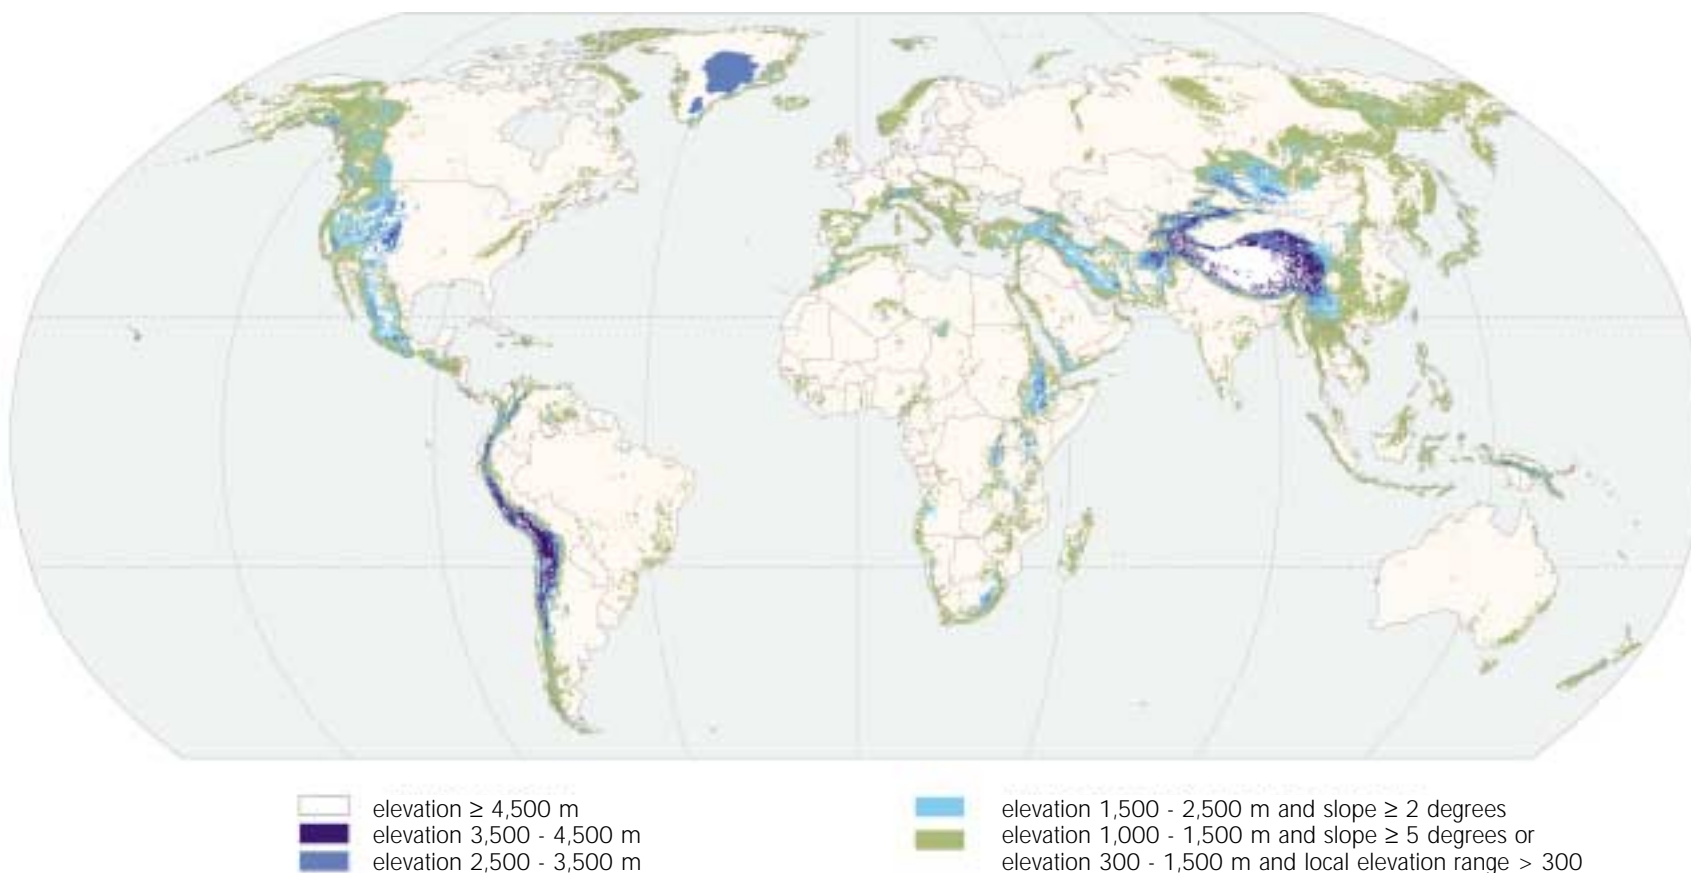 elevation ≥ 4,500 m
elevation 3,500 - 4,500 m
elevation 2,500 - 3,500 m
elevation 1,500 - 2,500 m and slope ≥ 2 degrees
elevation 1,000 - 1,500 m and slope ≥ 5 degrees or
elevation 300 - 1,500 m and local elevation range > 300